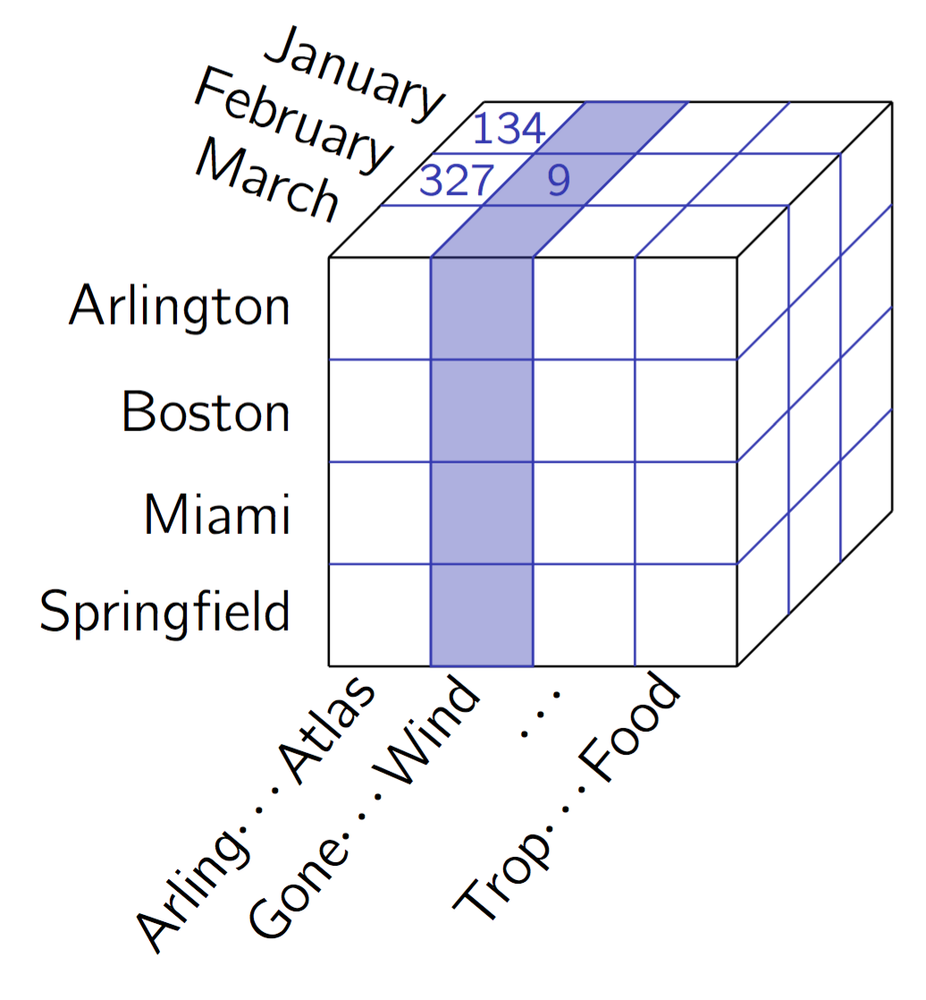 January
February
March
134
327 9
Arlington
Boston
Miami
Springfield
Arling...Atlas
Gone...Wind
...
Trop...Food